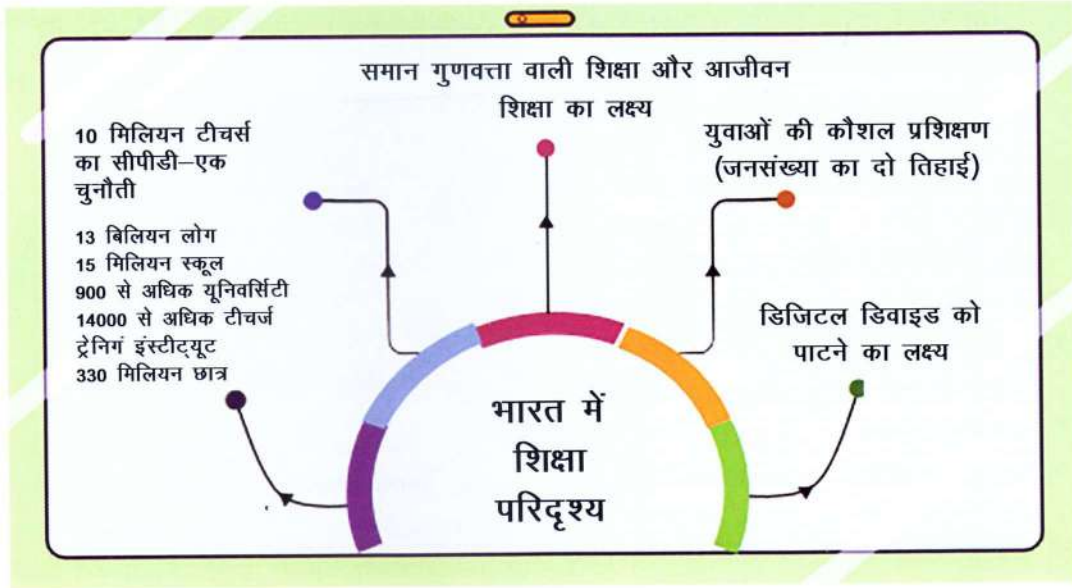 समान गुणवत्ता वाली शिक्षा और आजीवन
शिक्षा का लक्ष्य
10 मिलियन टीचर्स
का सीपीडी–एक
चुनौती
युवाओं की कौशल प्रशिक्षण
(जनसंख्या का दो तिहाई)
13 बिलियन लोग
15 मिलियन स्कूल
900 से अधिक यूनिवर्सिटी
14000 से अधिक टीचर्ज
ट्रेनिगं इंस्टीट्यूट
330 मिलियन छात्र
डिजिटल डिवाइड को
पाटने का लक्ष्य
भारत में
शिक्षा
परिदृश्य